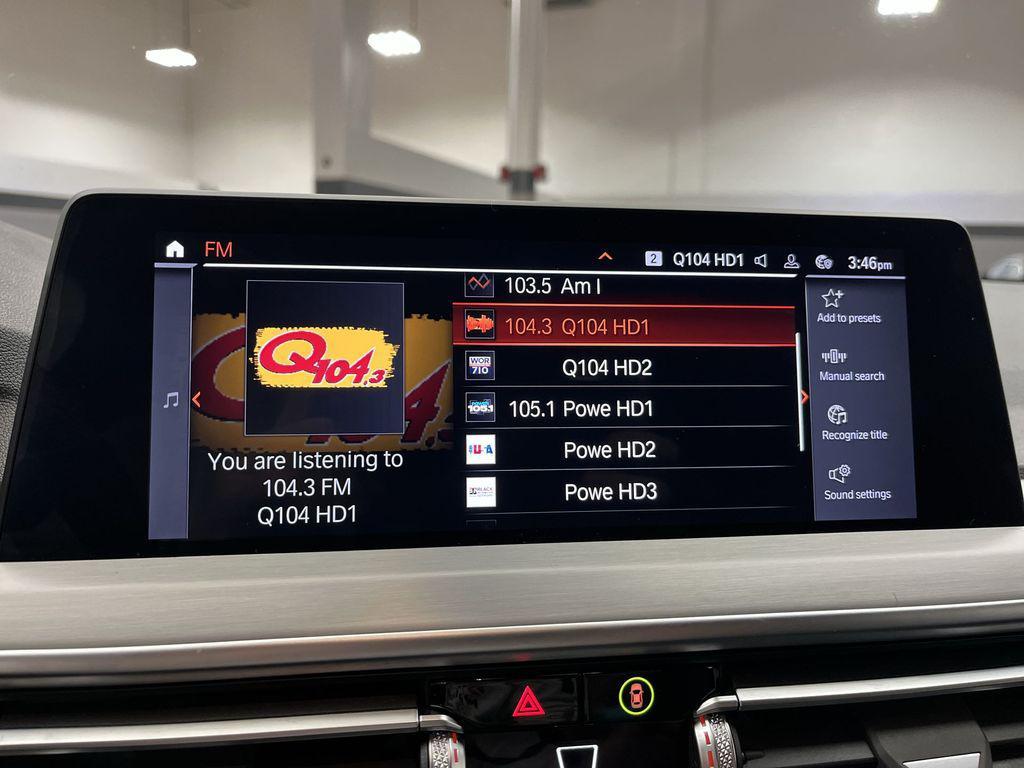 FM
2 Q104 HD1 3:46pm
Q104.3
You are listening to
104.3 FM
Q104 HD1
103.5 Am I
104.3 Q104 HD1
WOR
710
Q104 HD2
105.1
105.1 Powe HD1
Powe HD2
Powe HD3
Add to presets
Manual search
Recognize title
Sound settings